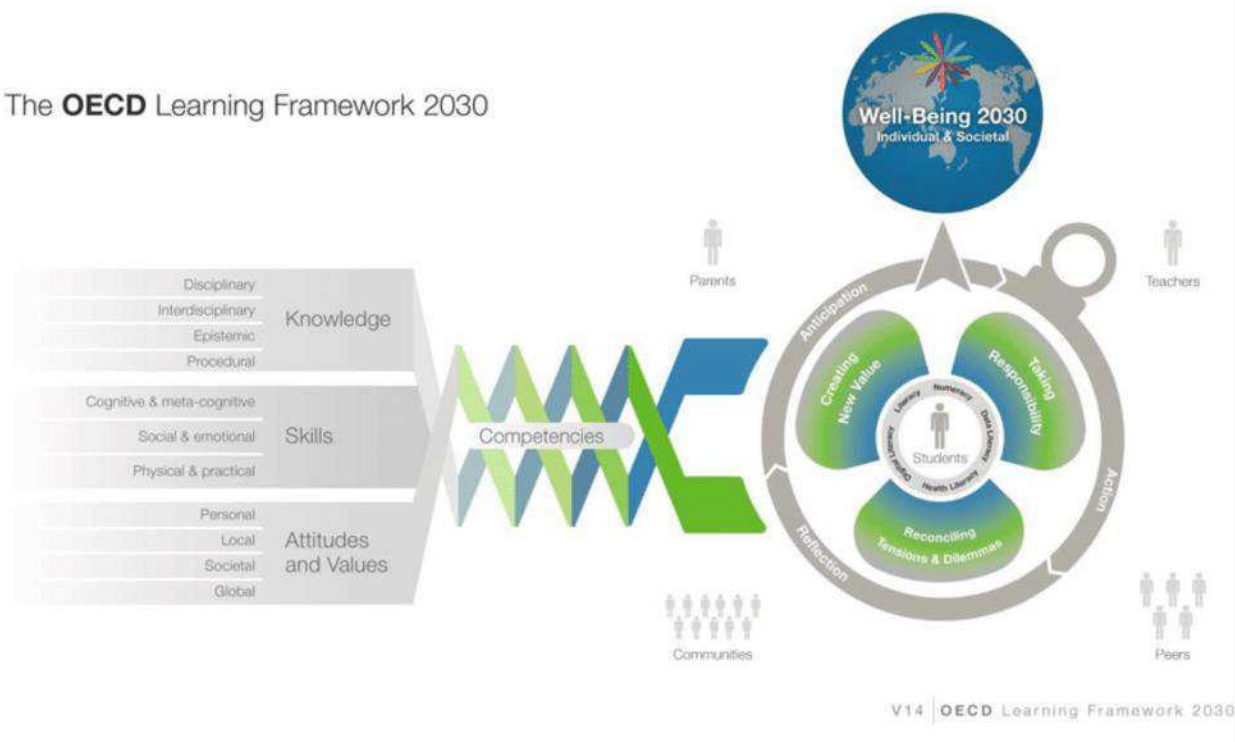 The OECD Learning Framework 2030
Well-Being 2030
Individual & Societal
Parents
Teachers
Disciplinary
Interdisciplinary
Epistemic
Procedural
Knowledge
Cognitive & meta-cognitive
Social & emotional
Physical & practical
Skills
Personal
Local
Societal
Global
Attitudes
and Values
Competencies
Anticipation
Action
Reflection
Creating
New Value
Taking
Responsibility
Reconciling
Tensions & Dilemmas
Literacy
Numeracy
Data Literacy
Health Literacy
Digital Literacy
Students
Communities
Peers
V14 OECD Learning Framework 2030